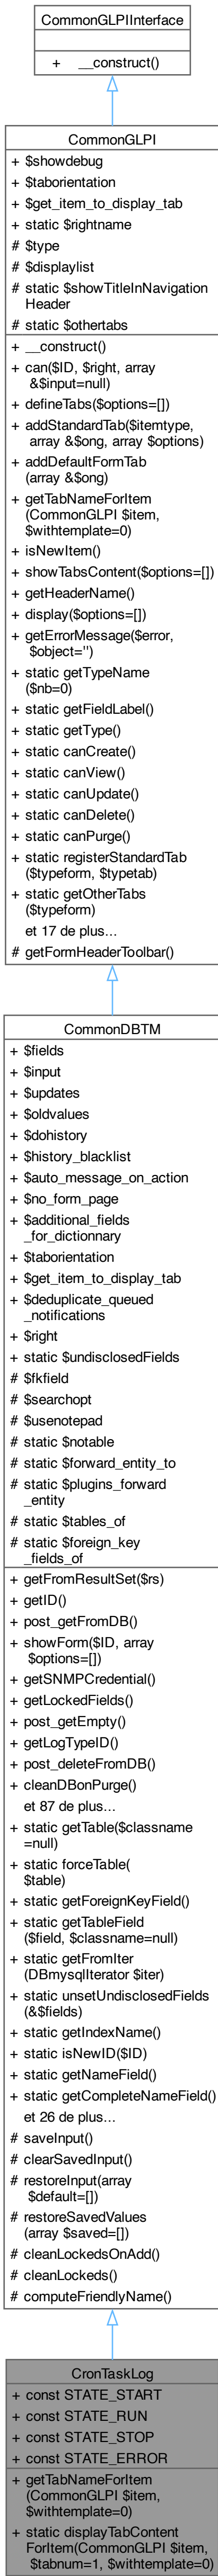 CommonGLPIInterface
+ __construct()
CommonGLPI
+ $showdebug
+ $taborientation
+ $get_item_to_display_tab
+ static $rightname
# $type
# $displaylist
# static $showTitleInNavigation
Header
# static $othertabs
+ __construct()
+ can($ID, $right, array
&$input=null)
+ defineTabs($options=[])
+ addStandardTab($itemtype,
array &$ong, array $options)
+ addDefaultFormTab
(array &$ong)
+ getTabNameForItem
(CommonGLPI $item,
$withtemplate=0)
+ isNewItem()
+ showTabsContent($options=[])
+ getHeaderName()
+ display($options=[])
+ getErrorMessage($error,
$object='')
+ static getTypeName
($nb=0)
+ static getFieldLabel()
+ static getType()
+ static canCreate()
+ static canView()
+ static canUpdate()
+ static canDelete()
+ static canPurge()
+ static registerStandardTab
($typeform, $typetab)
+ static getOtherTabs
($typeform)
et 17 de plus...
# getFormHeaderToolbar()
CommonDBTM
+ $fields
+ $input
+ $updates
+ $oldvalues
+ $dohistory
+ $history_blacklist
+ $auto_message_on_action
+ $no_form_page
+ $additional_fields
_for_dictionnary
+ $taborientation
+ $get_item_to_display_tab
+ $deduplicate_queued
_notifications
+ $right
+ static $undisclosedFields
# $fkfield
# $searchopt
# $usenotepad
# static $notable
# static $forward_entity_to
# static $plugins_forward
_entity
# static $tables_of
# static $foreign_key
_fields_of
+ getFromResultSet($rs)
+ getID()
+ post_getFromDB()
+ showForm($ID, array
$options=[])
+ getSNMPCredential()
+ getLockedFields()
+ post_getEmpty()
+ getLogTypeID()
+ post_deleteFromDB()
+ cleanDBonPurge()
et 87 de plus...
+ static getTable($classname
=null)
+ static forceTable(
$table)
+ static getForeignKeyField()
+ static getTableField
($field, $classname=null)
+ static getFromIter
(DBmysqlIterator $iter)
+ static unsetUndisclosedFields
(&$fields)
+ static getIndexName()
+ static isNewID($ID)
+ static getNameField()
+ static getCompleteNameField()
et 26 de plus...
# saveInput()
# clearSavedInput()
# restoreInput(array
$default=[])
# restoreSavedValues
(array $saved=[])
# cleanLockedsOnAdd()
# cleanLockeds()
# computeFriendlyName()
CronTaskLog
+ const STATE_START
+ const STATE_RUN
+ const STATE_STOP
+ const STATE_ERROR
+ getTabNameForItem
(CommonGLPI $item,
$withtemplate=0)
+ static displayTabContent
ForItem(CommonGLPI $item,
$tabnum=1, $withtemplate=0)